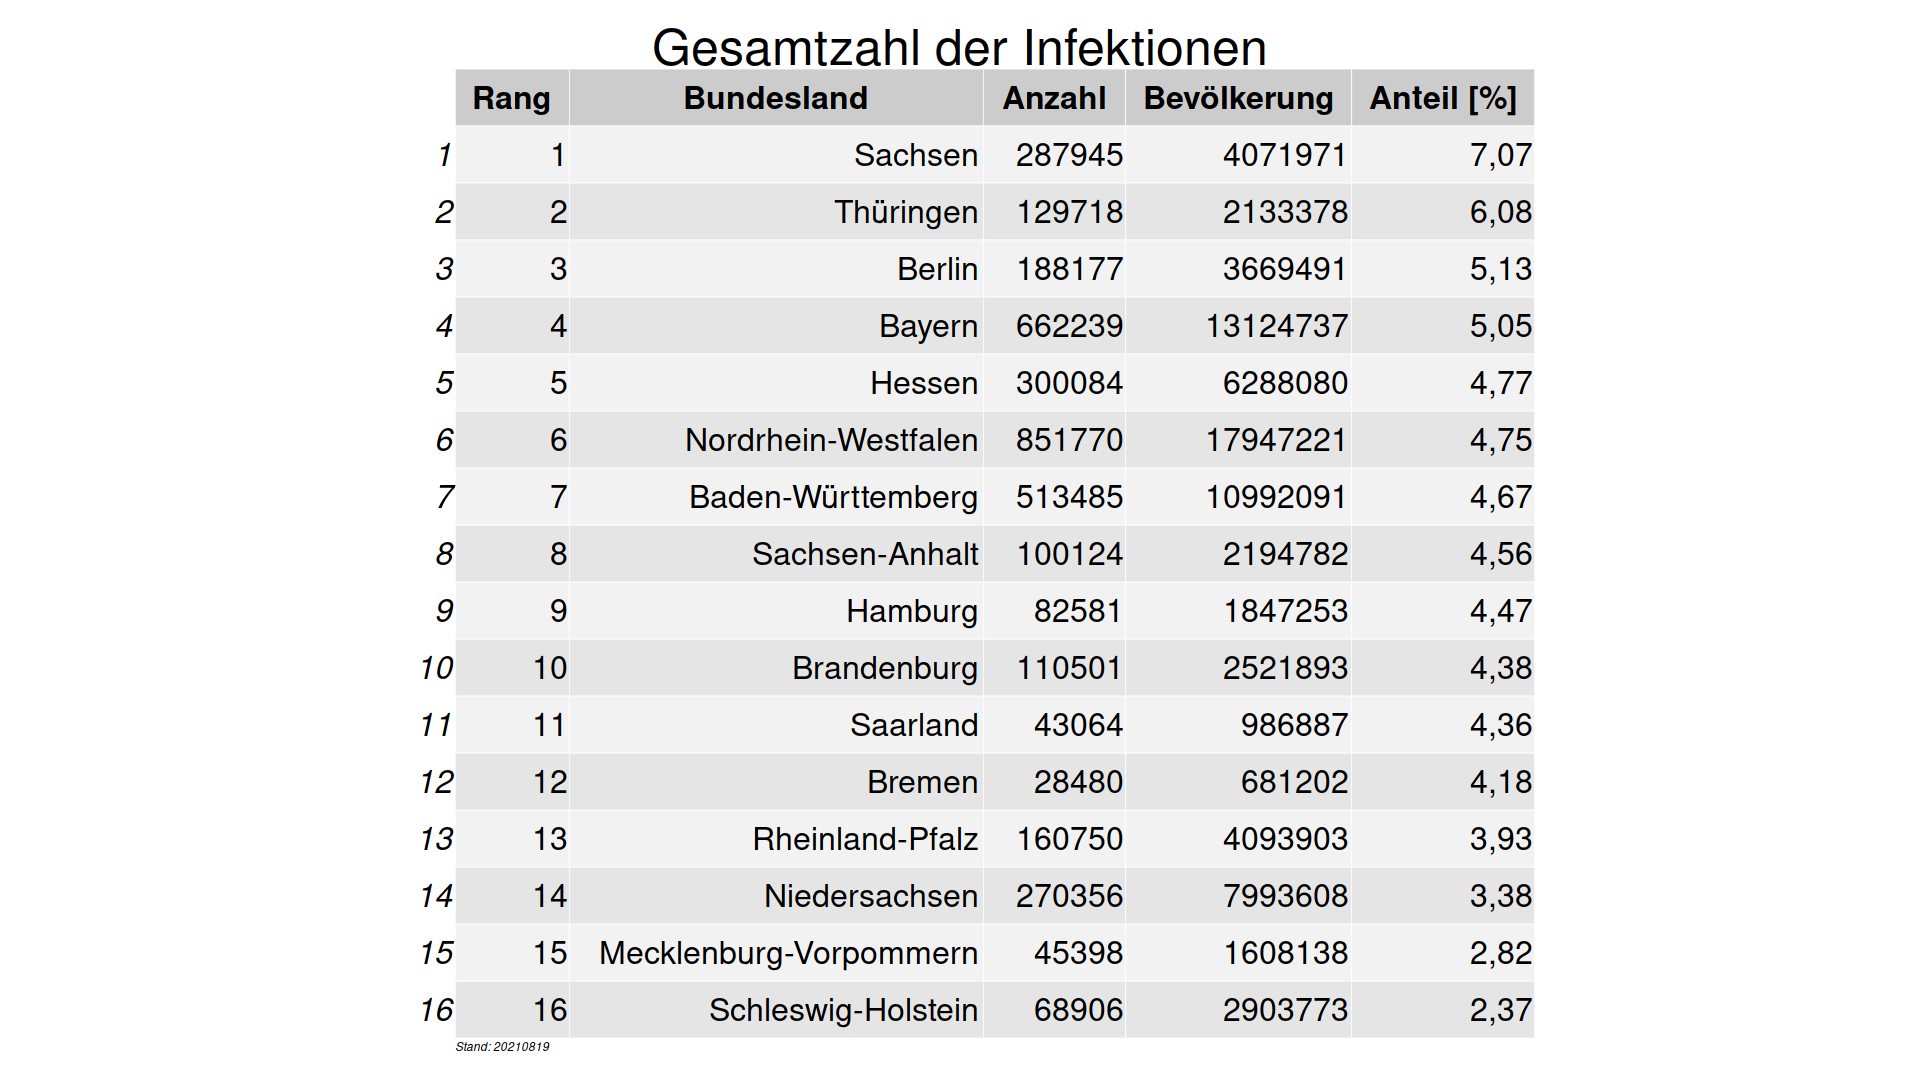 Gesamtzahl der Infektionen
Rang Bundesland Anzahl Bevölkerung Anteil [%]
1 1 Sachsen 287945 4071971 7,07
2 2 Thüringen 129718 2133378 6,08
3 3 Berlin 188177 3669491 5,13
4 4 Bayern 662239 13124737 5,05
5 5 Hessen 300084 6288080 4,77
6 6 Nordrhein-Westfalen 851770 17947221 4,75
7 7 Baden-Württemberg 513485 10992091 4,67
8 8 Sachsen-Anhalt 100124 2194782 4,56
9 9 Hamburg 82581 1847253 4,47
10 10 Brandenburg 110501 2521893 4,38
11 11 Saarland 43064 986887 4,36
12 12 Bremen 28480 681202 4,18
13 13 Rheinland-Pfalz 160750 4093903 3,93
14 14 Niedersachsen 270356 7993608 3,38
15 15 Mecklenburg-Vorpommern 45398 1608138 2,82
16 16 Schleswig-Holstein 68906 2903773 2,37
Stand: 20210819